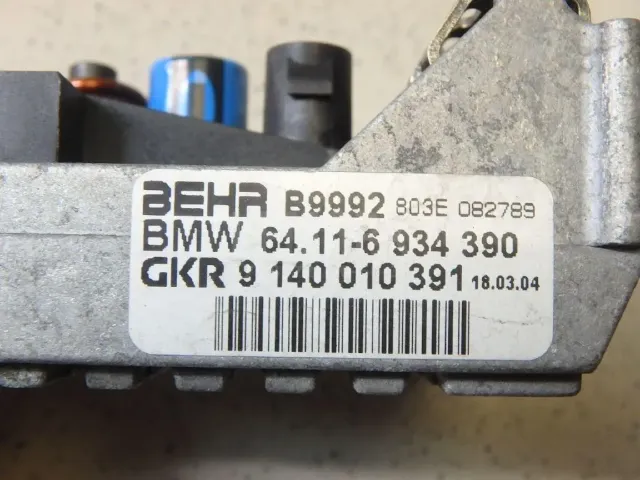 BEHR B9992 803E 082789
BMW 64.11-6 934 390
GKR 9 140 010 391 18.03.04